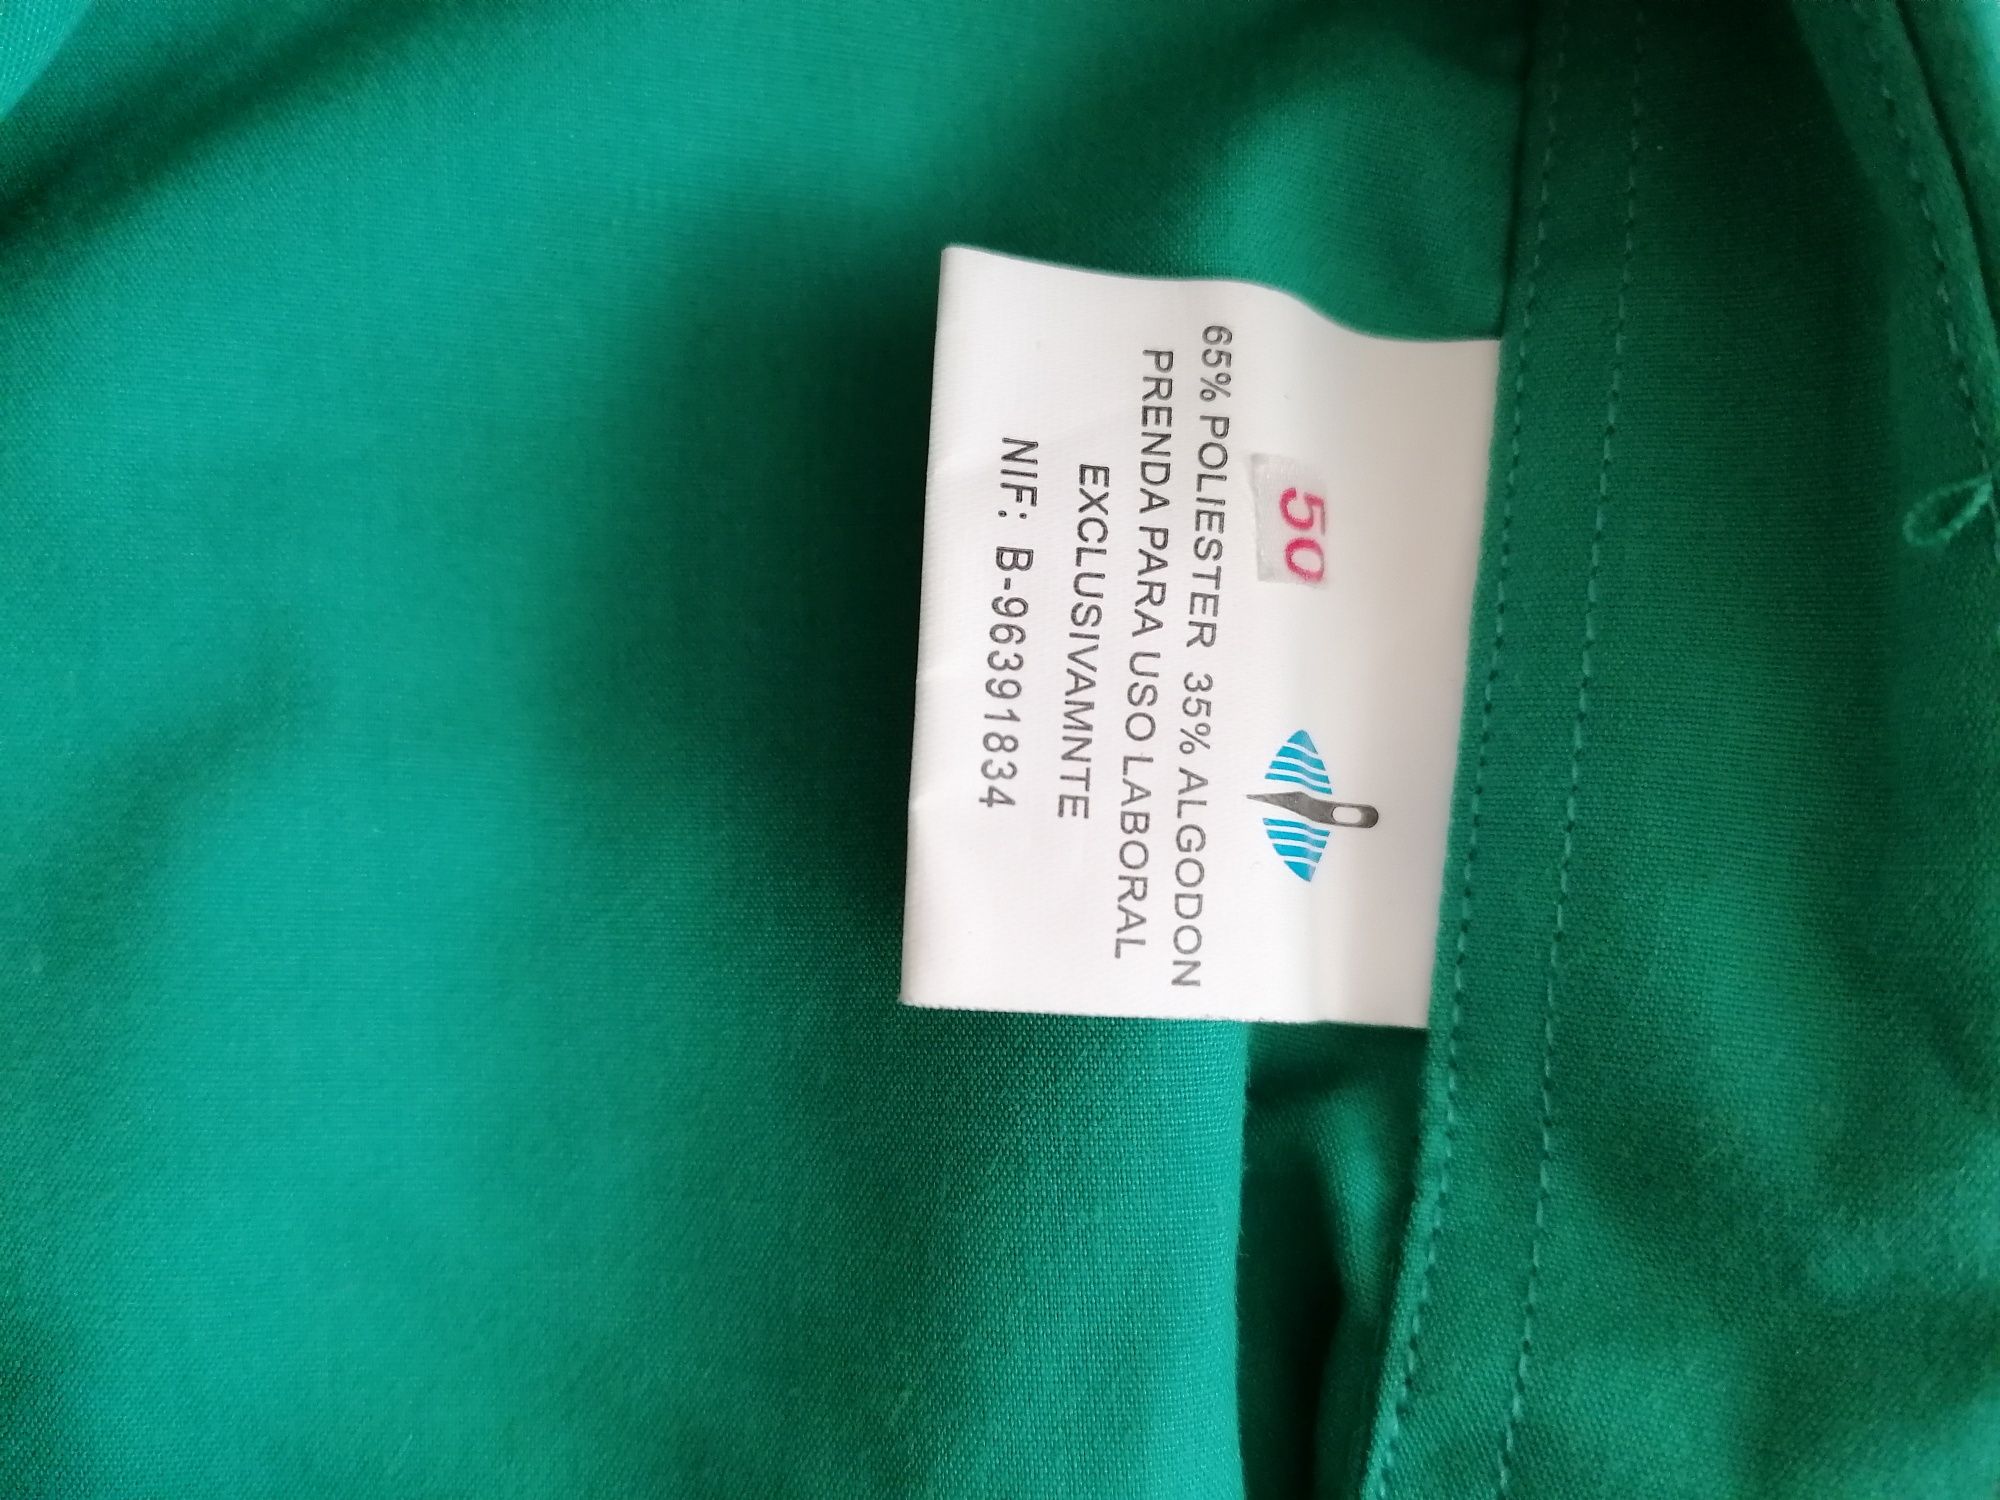 50
65% POLIESTER 35% ALGODON
PRENDA PARA USO LABORAL
EXCLUSIVAMNTE
NIF: B-96391834